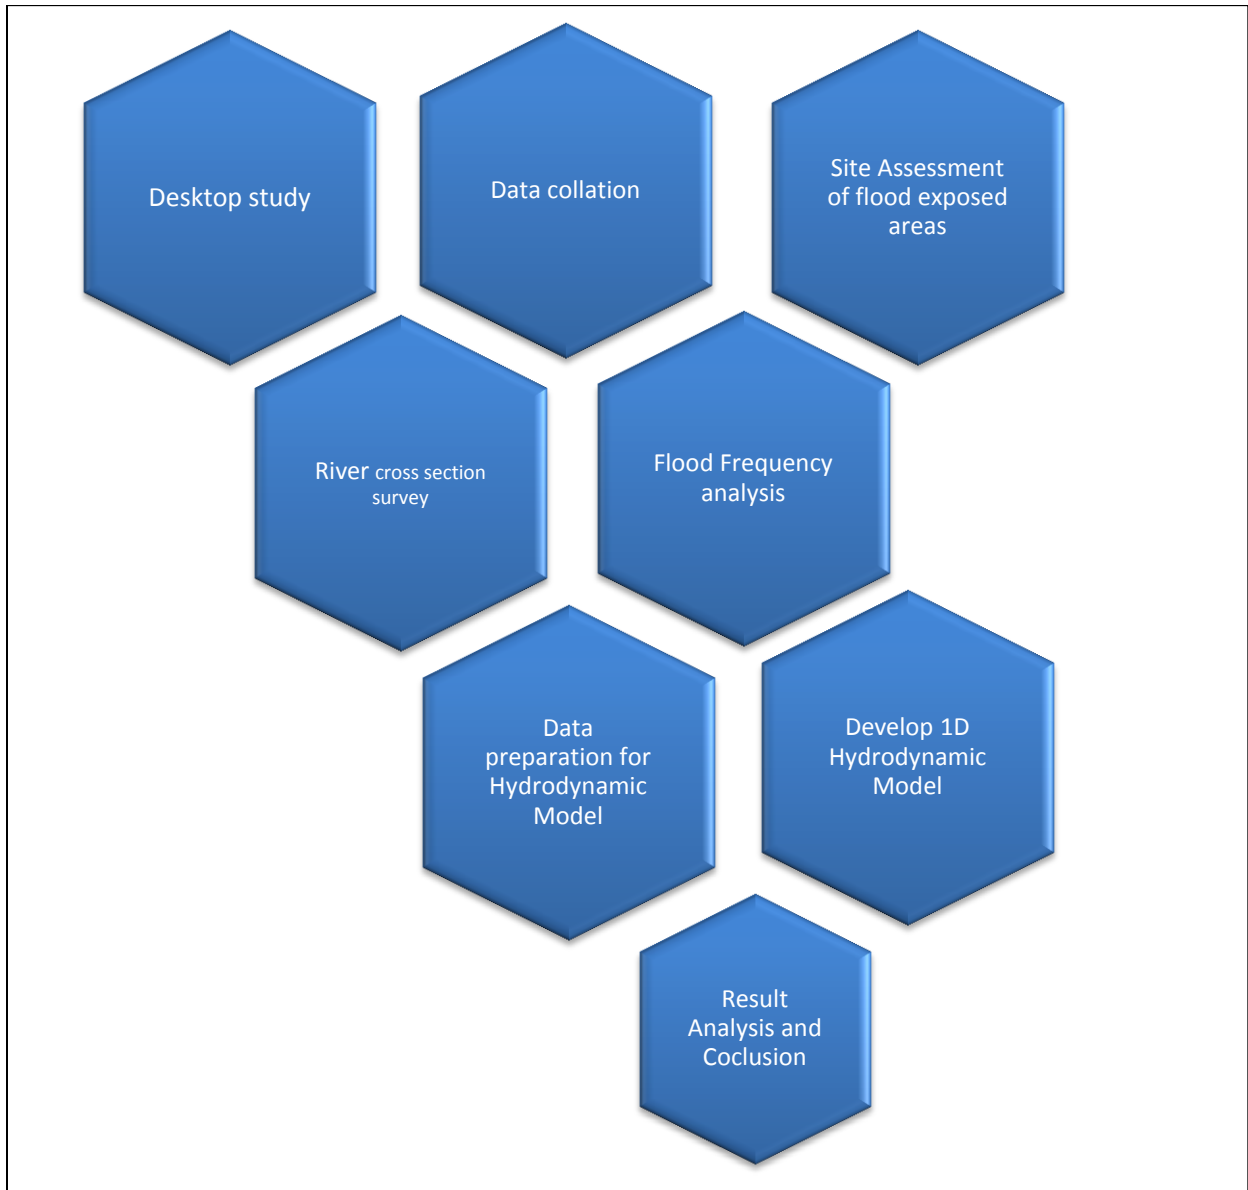 Desktop study
Data collation
Site Assessment
of flood exposed
areas
River cross section
survey
Flood Frequency
analysis
Data
preparation for
Hydrodynamic
Model
Develop 1D
Hydrodynamic
Model
Result
Analysis and
Coclusion